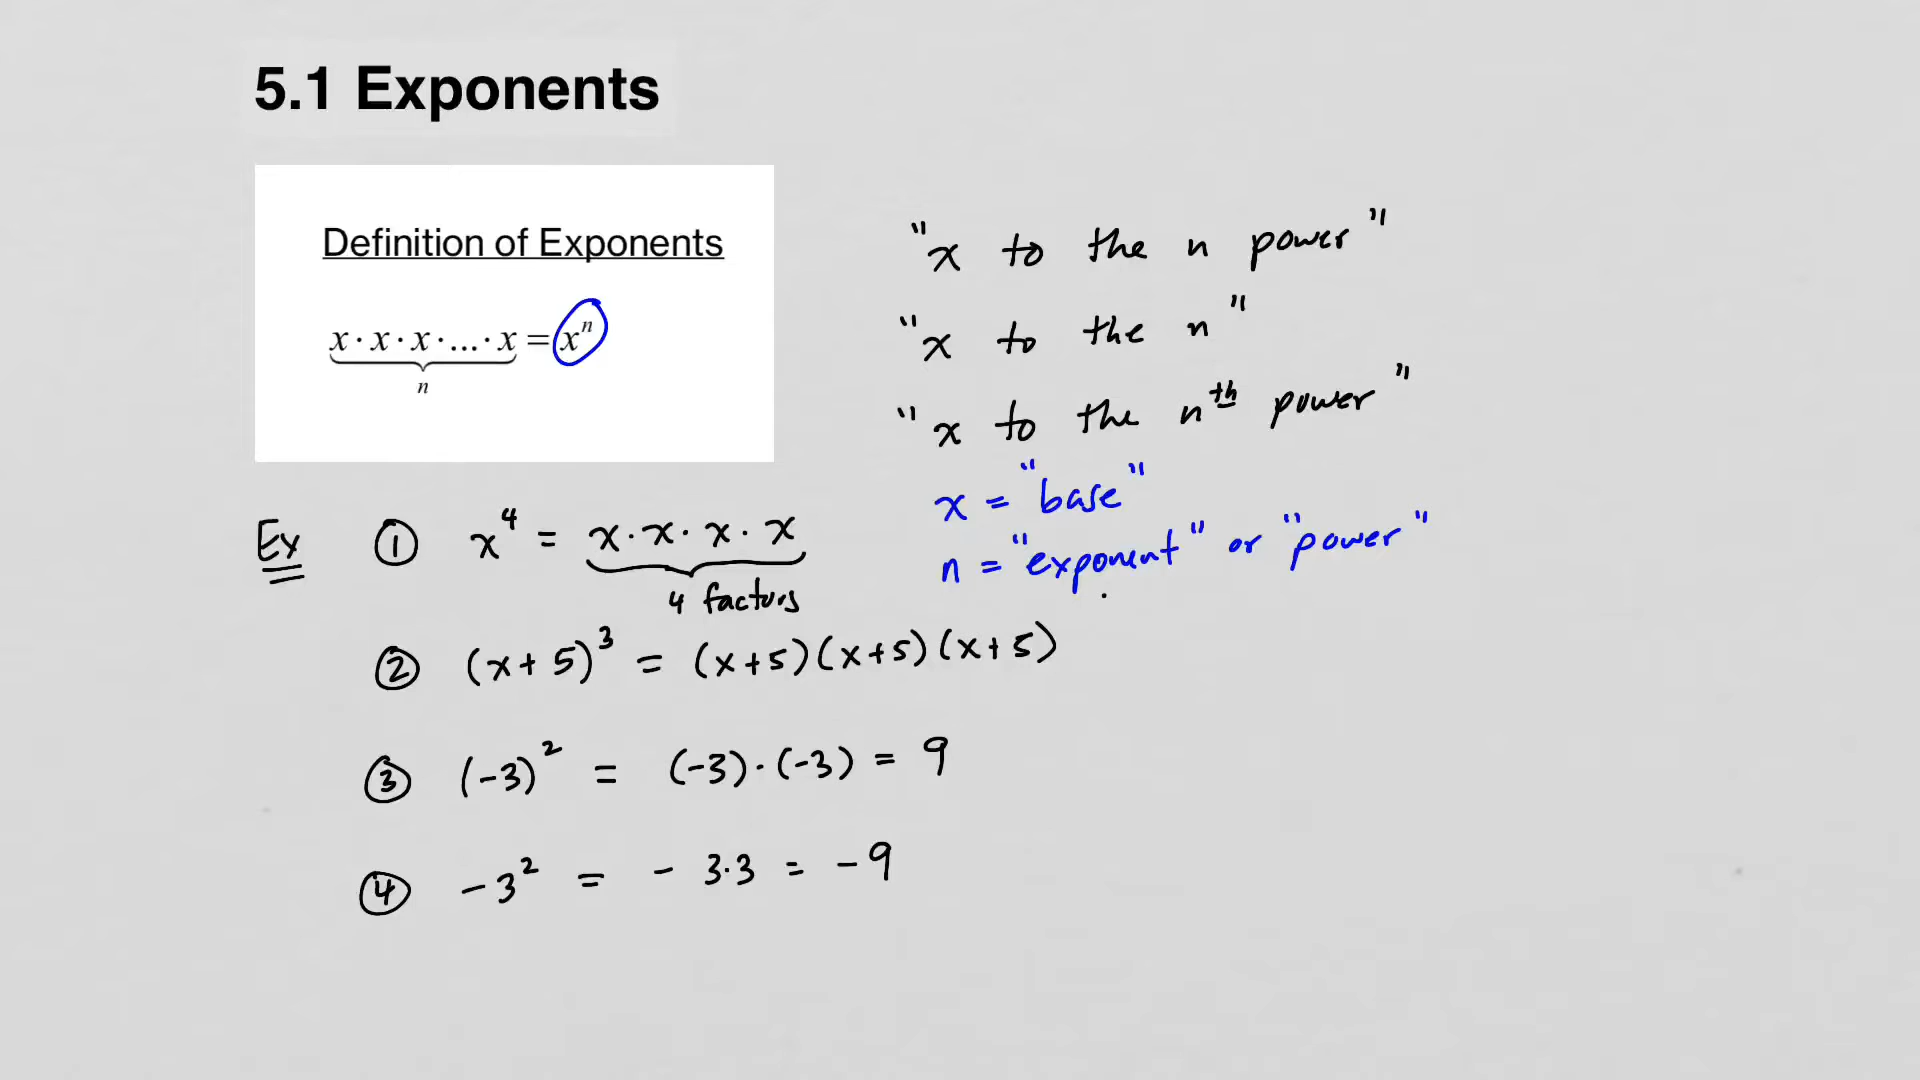 5.1 Exponents
Definition of Exponents
x · x · x · ... · x = xⁿ
n
"x to the n power"
"x to the n"
"x to the nth power"
x = "base"
n = "exponent" or "power"
Ex ① x⁴ = x · x · x · x
4 factors
② (x+5)³ = (x+5)(x+5)(x+5)
③ (-3)² = (-3)·(-3) = 9
④ -3² = - 3·3 = -9